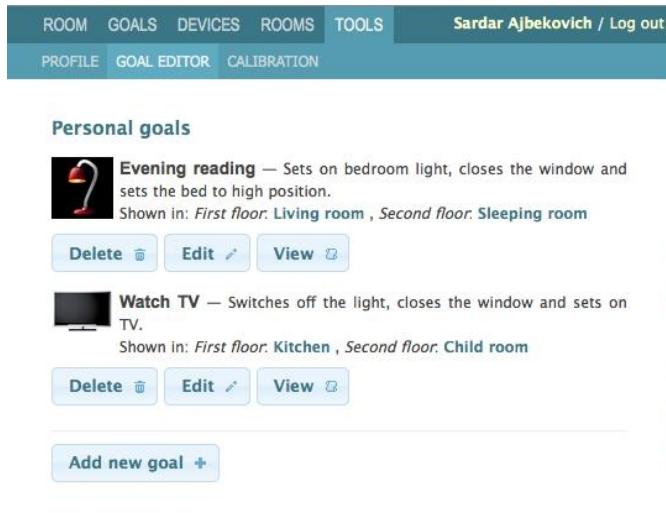 ROOM GOALS DEVICES ROOMS TOOLS Sardar Ajbekovich / Log out
PROFILE GOAL EDITOR CALIBRATION
Personal goals
Evening reading — Sets on bedroom light, closes the window and
sets the bed to high position.
Shown in: First floor: Living room , Second floor: Sleeping room
Delete Edit View
Watch TV — Switches off the light, closes the window and sets on
TV.
Shown in: First floor: Kitchen , Second floor: Child room
Delete Edit View
Add new goal +